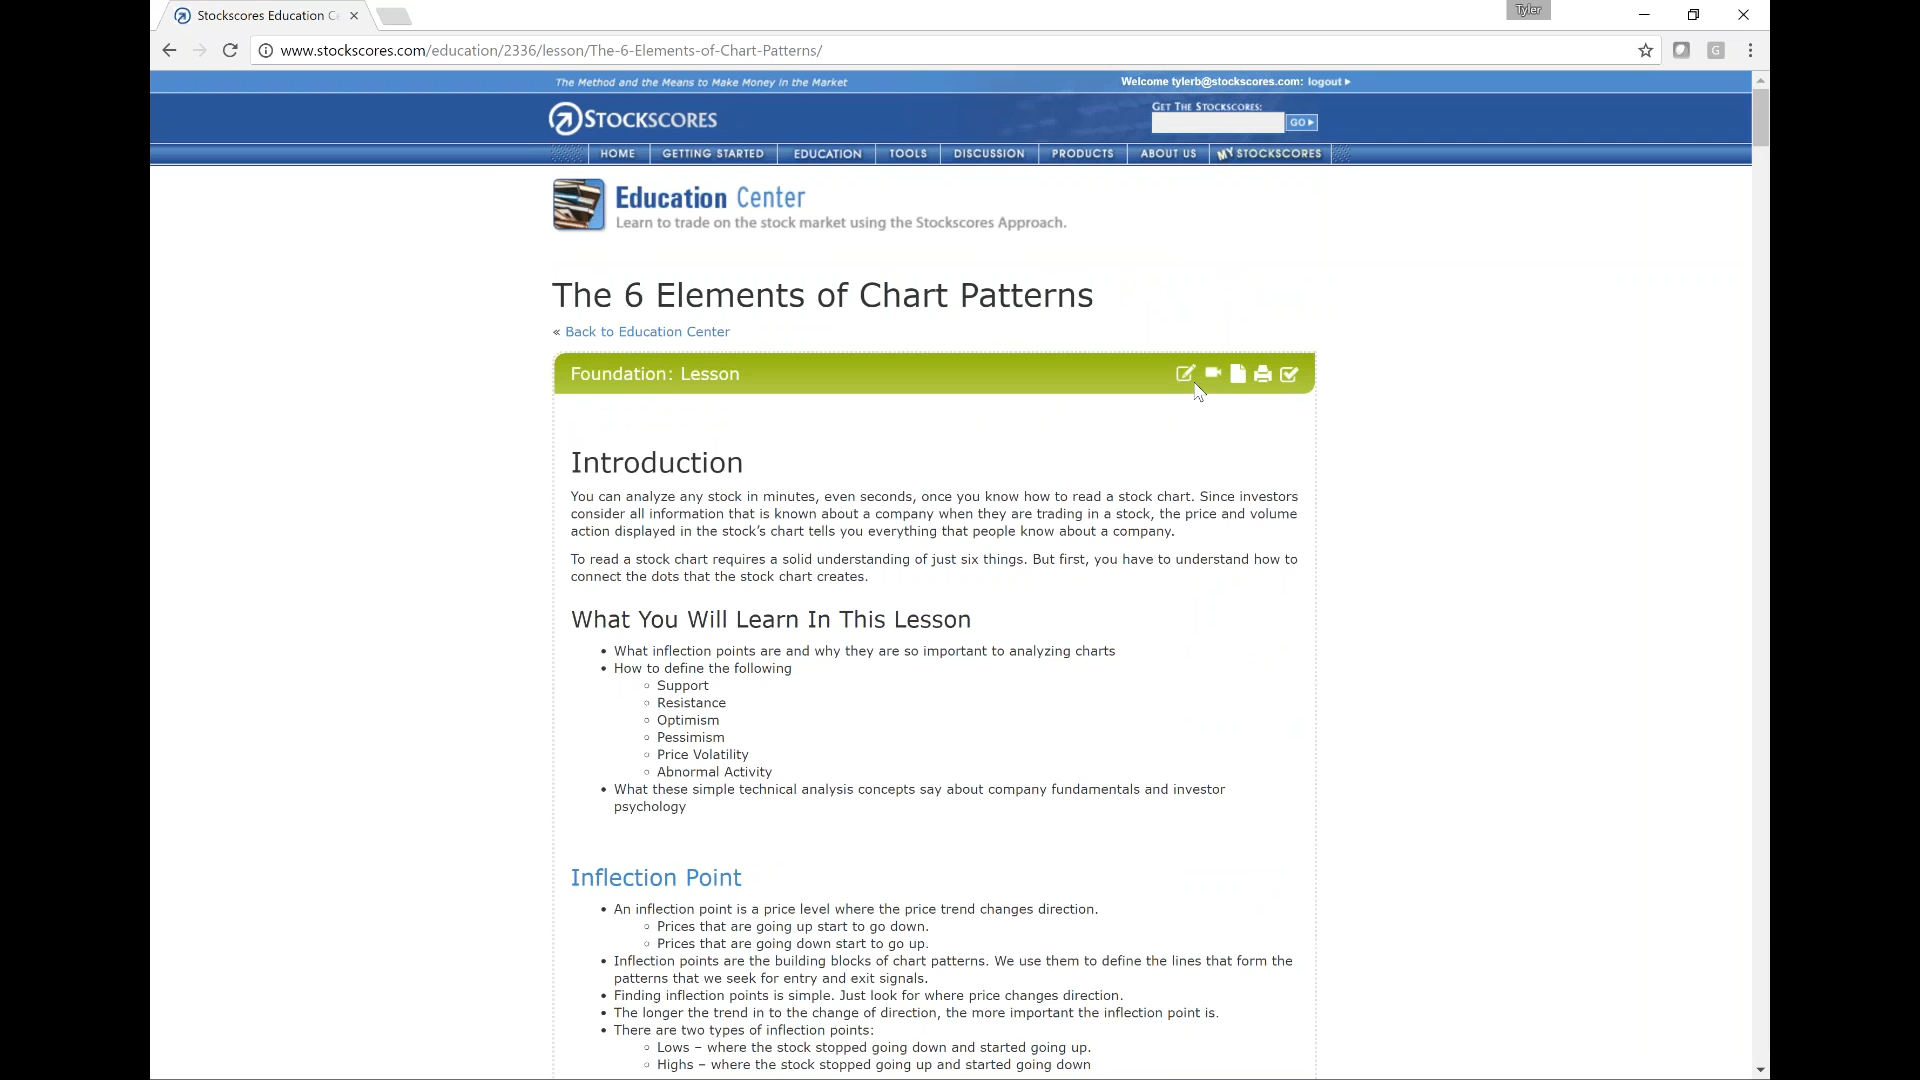 Stockscores Education Ce
Tyler
www.stockscores.com/education/2336/lesson/The-6-Elements-of-Chart-Patterns/
G
The Method and the Means to Make Money in the Market
Welcome tylerb@stockscores.com: logout
STOCKSCORES
GET THE STOCKSCORES:
GO
HOME GETTING STARTED EDUCATION TOOLS DISCUSSION PRODUCTS ABOUT US MY STOCKSCORES
Education Center
Learn to trade on the stock market using the Stockscores Approach.
The 6 Elements of Chart Patterns
« Back to Education Center
Foundation: Lesson
Introduction
You can analyze any stock in minutes, even seconds, once you know how to read a stock chart. Since investors
consider all information that is known about a company when they are trading in a stock, the price and volume
action displayed in the stock’s chart tells you everything that people know about a company.
To read a stock chart requires a solid understanding of just six things. But first, you have to understand how to
connect the dots that the stock chart creates.
What You Will Learn In This Lesson
• What inflection points are and why they are so important to analyzing charts
• How to define the following
◦ Support
◦ Resistance
◦ Optimism
◦ Pessimism
◦ Price Volatility
◦ Abnormal Activity
• What these simple technical analysis concepts say about company fundamentals and investor
psychology
Inflection Point
• An inflection point is a price level where the price trend changes direction.
◦ Prices that are going up start to go down.
◦ Prices that are going down start to go up.
• Inflection points are the building blocks of chart patterns. We use them to define the lines that form the
patterns that we seek for entry and exit signals.
• Finding inflection points is simple. Just look for where price changes direction.
• The longer the trend in to the change of direction, the more important the inflection point is.
• There are two types of inflection points:
◦ Lows – where the stock stopped going down and started going up.
◦ Highs – where the stock stopped going up and started going down